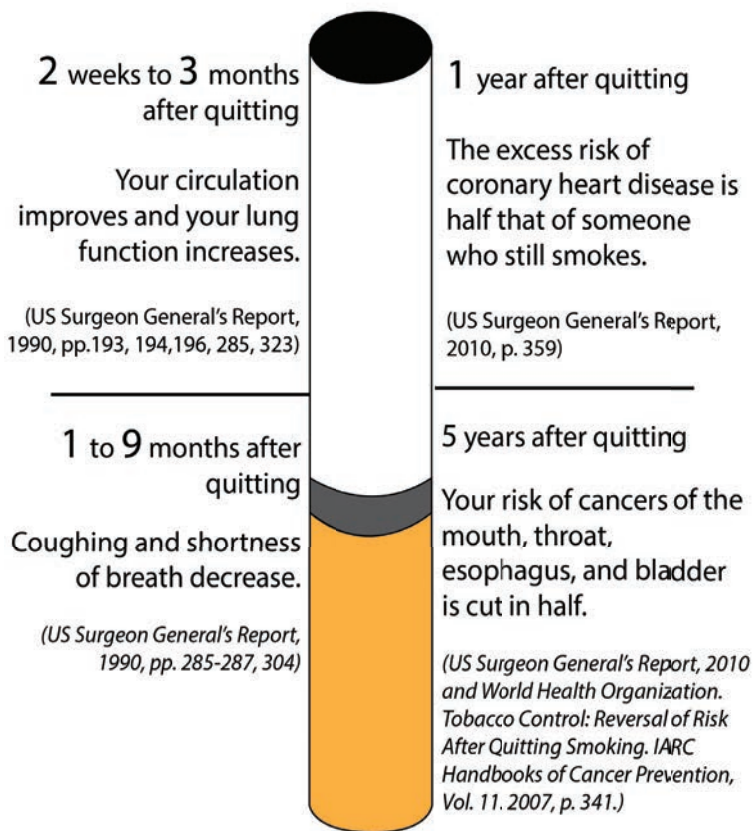 2 weeks to 3 months
after quitting
Your circulation
improves and your lung
function increases.
(US Surgeon General's Report,
1990, pp.193, 194,196, 285, 323)
1 to 9 months after
quitting
Coughing and shortness
of breath decrease.
(US Surgeon General's Report,
1990, pp. 285-287, 304)
1 year after quitting
The excess risk of
coronary heart disease is
half that of someone
who still smokes.
(US Surgeon General's Report,
2010, p. 359)
5 years after quitting
Your risk of cancers of the
mouth, throat,
esophagus, and bladder
is cut in half.
(US Surgeon General's Report, 2010
and World Health Organization.
Tobacco Control: Reversal of Risk
After Quitting Smoking. IARC
Handbooks of Cancer Prevention,
Vol. 11. 2007, p. 341.)